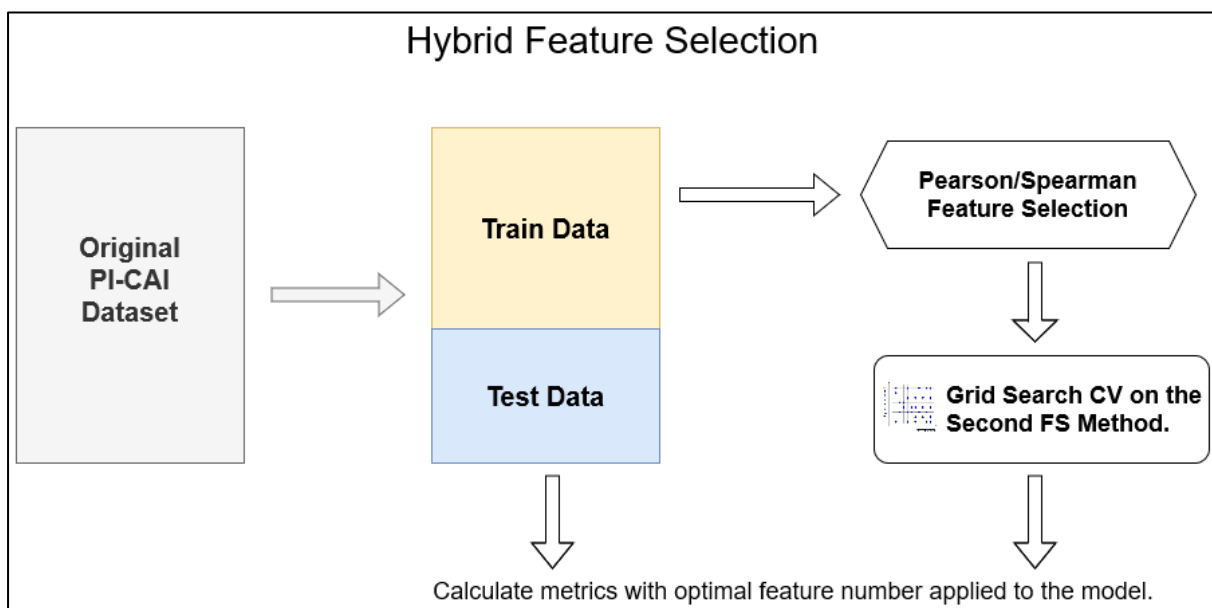 Hybrid Feature Selection
Original
PI-CAI
Dataset
Train Data
Test Data
Pearson/Spearman
Feature Selection
Grid Search CV on the
Second FS Method.
Calculate metrics with optimal feature number applied to the model.